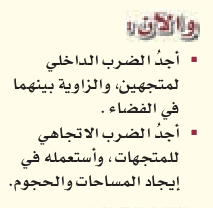 والآن:
▪ أجدُ الضرب الداخلي
لمتجهين، والزاوية بينهما
في الفضاء .
▪ أجدُ الضرب الاتجاهي
للمتجهات، وأستعمله في
إيجاد المساحات والحجوم.